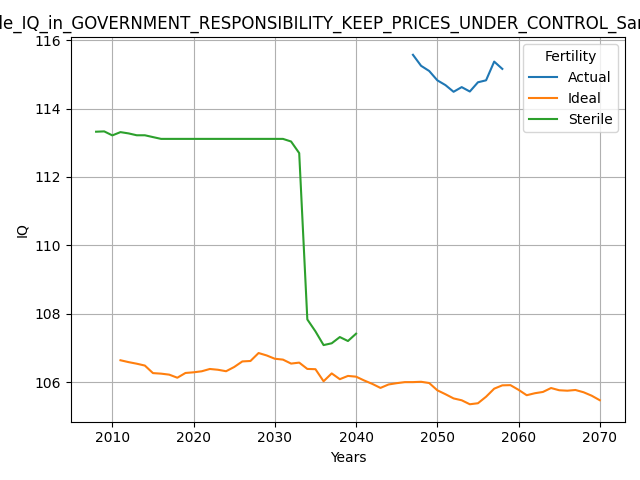 le_IQ_in_GOVERNMENT_RESPONSIBILITY_KEEP_PRICES_UNDER_CONTROL_Sa
116
114
112
110
108
106
IQ
Fertility
Actual
Ideal
Sterile
2010 2020 2030 2040 2050 2060 2070
Years